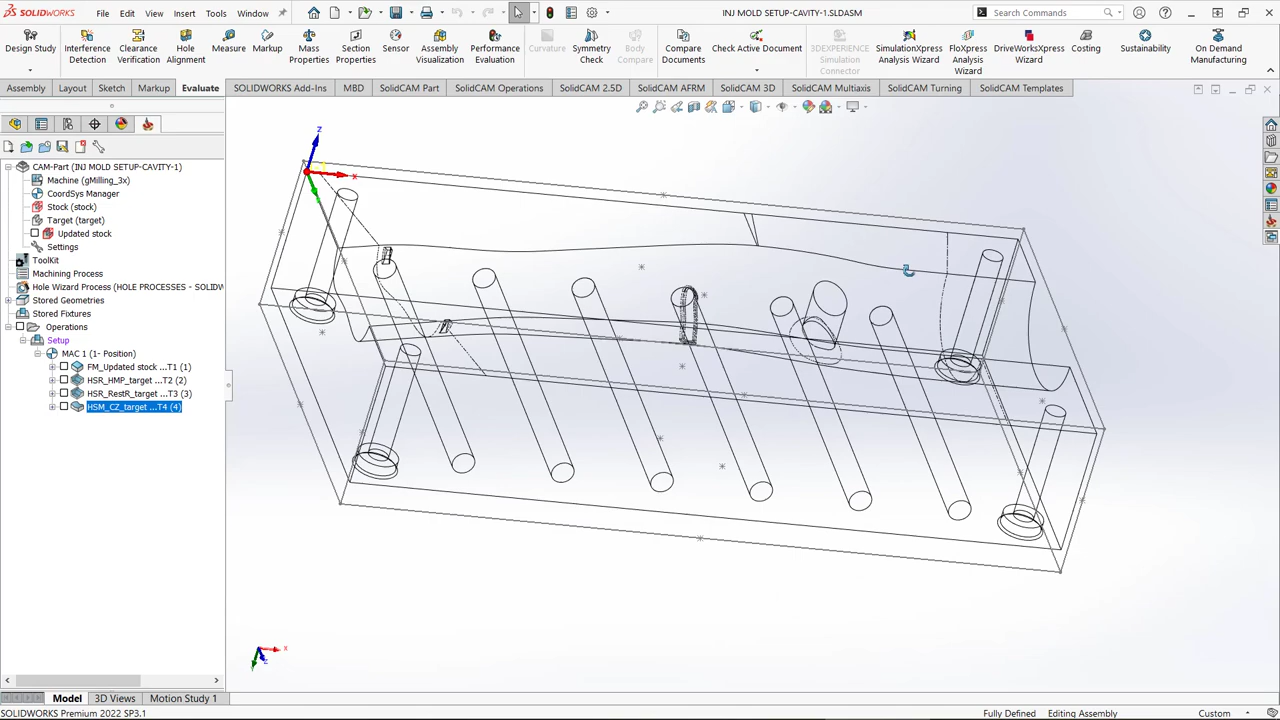 SOLIDWORKS
File
Edit
View
Insert
Tools
Window
INJ MOLD SETUP-CAVITY-1.SLDASM
Search Commands
Design Study
Interference Detection
Clearance Verification
Hole Alignment
Measure
Markup
Mass Properties
Section Properties
Sensor
Assembly Visualization
Performance Evaluation
Curvature
Symmetry Check
Body Compare
Compare Documents
Check Active Document
3DEXPERIENCE Simulation Connector
SimulationXpress Analysis Wizard
FloXpress Analysis Wizard
DriveWorksXpress Wizard
Costing
Sustainability
On Demand Manufacturing
Assembly
Layout
Sketch
Markup
Evaluate
SOLIDWORKS Add-Ins
MBD
SolidCAM Part
SolidCAM Operations
SolidCAM 2.5D
SolidCAM AFRM
SolidCAM 3D
SolidCAM Multiaxis
SolidCAM Turning
SolidCAM Templates
CAM-Part (INJ MOLD SETUP-CAVITY-1)
Machine (gMilling_3x)
CoordSys Manager
Stock (stock)
Target (target)
Updated stock
Settings
ToolKit
Machining Process
Hole Wizard Process (HOLE PROCESSES - SOLIDW
Stored Geometries
Stored Fixtures
Operations
Setup
MAC 1 (1- Position)
FM_Updated stock ...T1 (1)
HSR_HMP_target ...T2 (2)
HSR_RestR_target ...T3 (3)
HSM_CZ_target ...T4 (4)
z
x
x
z
Model
3D Views
Motion Study 1
SOLIDWORKS Premium 2022 SP3.1
Fully Defined
Editing Assembly
Custom